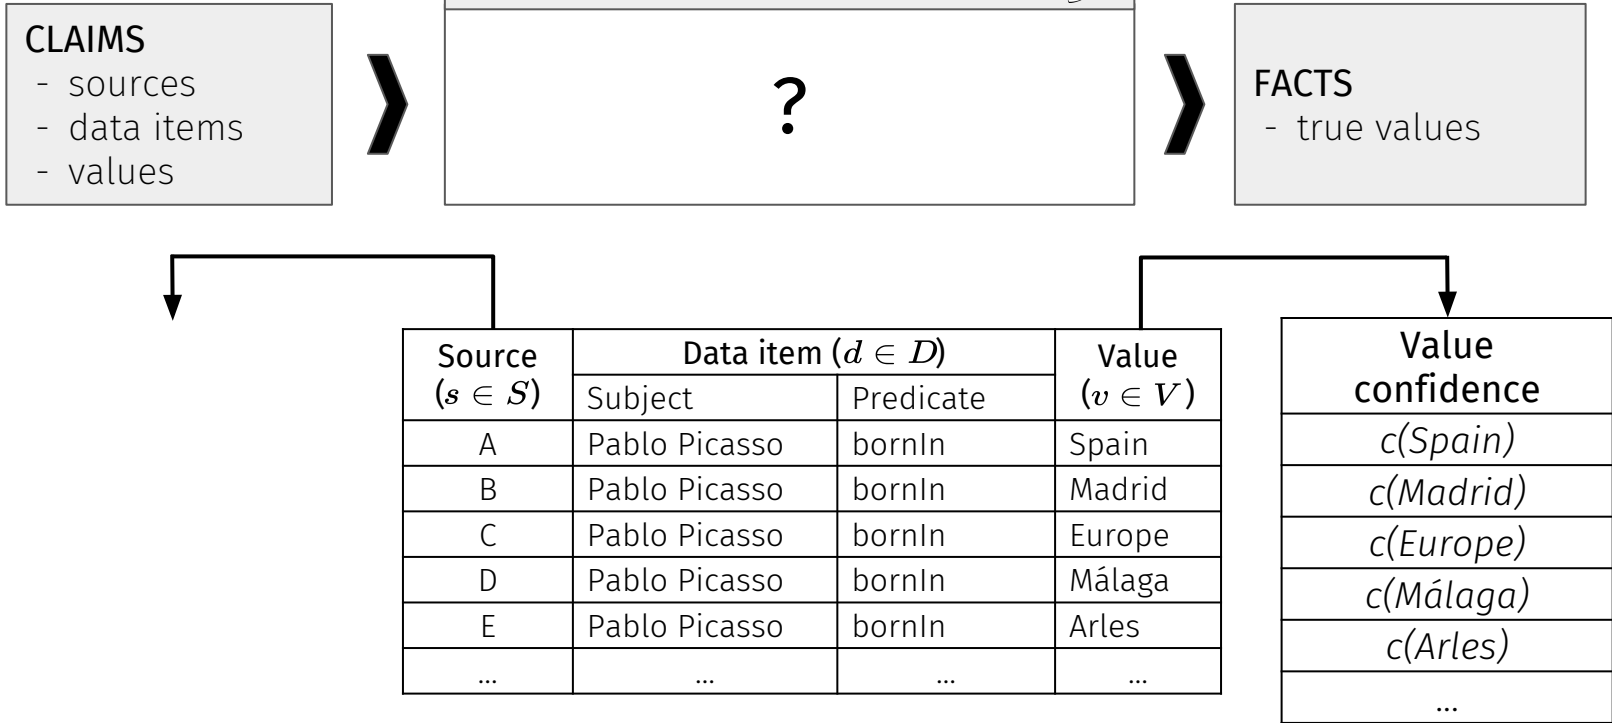 CLAIMS
- sources
- data items
- values
?
FACTS
- true values
Source (s ∈ S) Data item (d ∈ D) Value (v ∈ V)
Subject Predicate
A Pablo Picasso bornIn Spain
B Pablo Picasso bornIn Madrid
C Pablo Picasso bornIn Europe
D Pablo Picasso bornIn Málaga
E Pablo Picasso bornIn Arles
... ... ... ...
Value
confidence
c(Spain)
c(Madrid)
c(Europe)
c(Málaga)
c(Arles)
...